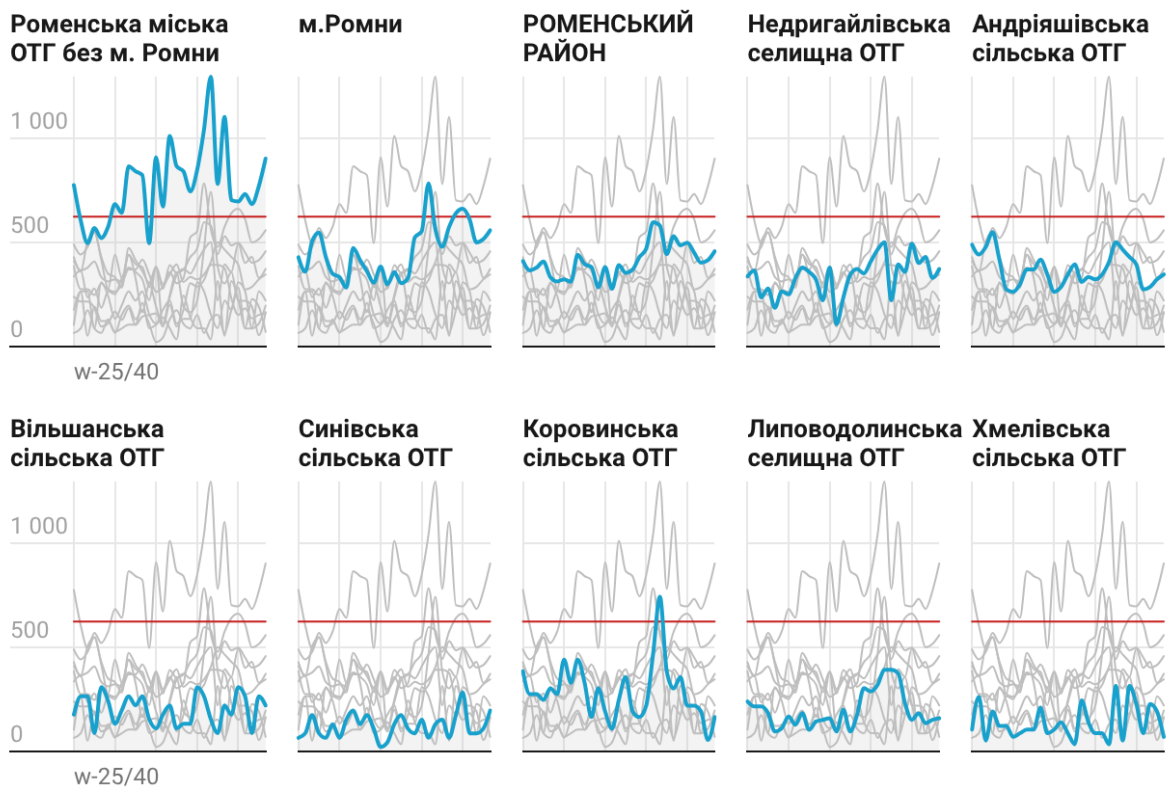 Роменська міська
ОТГ без м. Ромни
м.Ромни
РОМЕНСЬКИЙ
РАЙОН
Недригайлівська
селищна ОТГ
Андріяшівська
сільська ОТГ
1 000
500
0
w-25/40
Вільшанська
сільська ОТГ
Синівська
сільська ОТГ
Коровинська
сільська ОТГ
Липоводолинська
селищна ОТГ
Хмелівська
сільська ОТГ
1 000
500
0
w-25/40